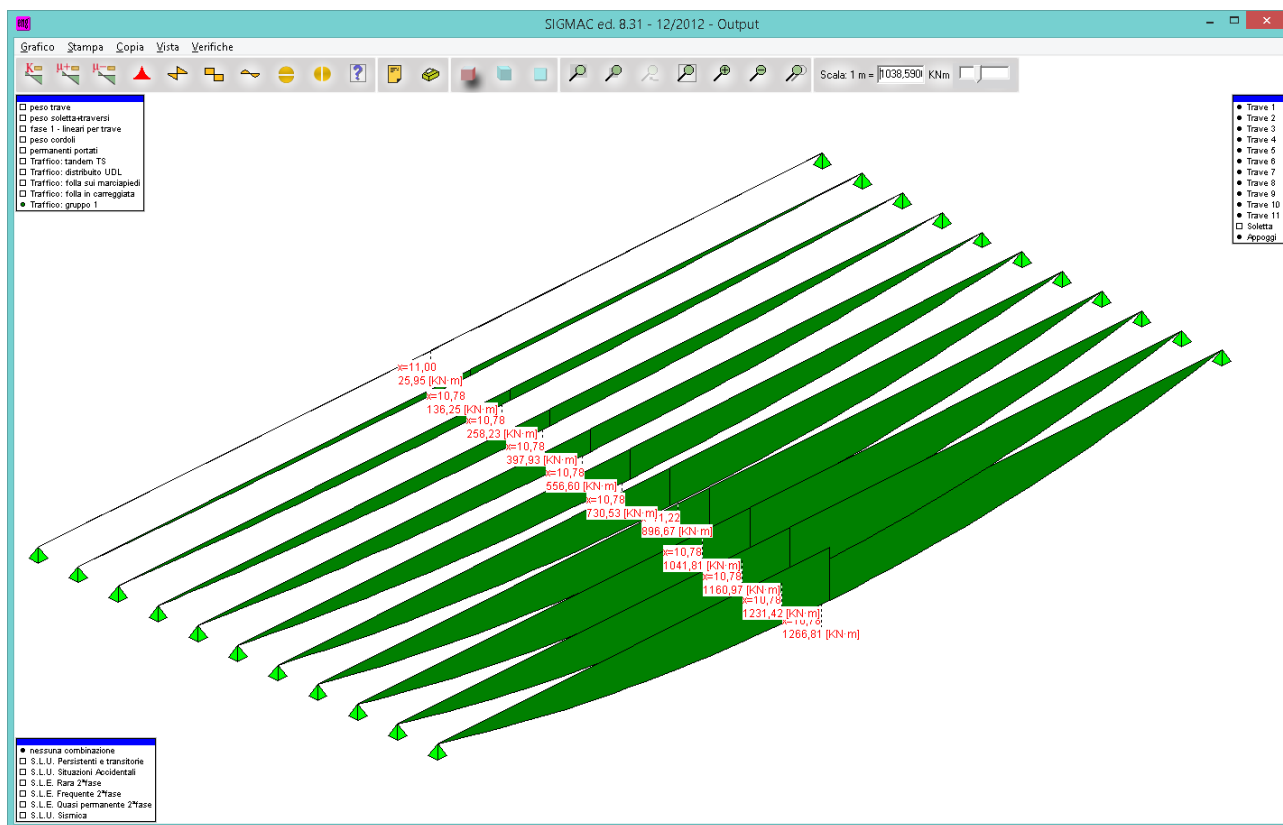 SIGMAC ed. 8.31 - 12/2012 - Output
Grafico Stampa Copia Vista Verifiche
K μ+ μ- ? Scala: 1 m = 1038,590 KNm
peso trave
peso soletta+traversi
fase 1 - lineari per trave
peso cordoli
permanenti portati
Traffico: tandem TS
Traffico: distribuito UDL
Traffico: folla sui marciapiedi
Traffico: folla in carreggiata
Traffico: gruppo 1
Trave 1
Trave 2
Trave 3
Trave 4
Trave 5
Trave 6
Trave 7
Trave 8
Trave 9
Trave 10
Trave 11
Soletta
Appoggi
x=11,00
25,95 [KN·m]
x=10,78
136,25 [KN·m]
x=10,78
258,23 [KN·m]
x=10,78
397,93 [KN·m]
x=10,78
556,60 [KN·m]
x=10,78
730,53 [KN·m]
x=11,22
896,67 [KN·m]
x=10,78
1041,81 [KN·m]
x=10,78
1160,97 [KN·m]
x=10,78
1231,42 [KN·m]
x=10,78
1266,81 [KN·m]
nessuna combinazione
S.L.U. Persistenti e transitorie
S.L.U. Situazioni Accidentali
S.L.E. Rara 2°fase
S.L.E. Frequente 2°fase
S.L.E. Quasi permanente 2°fase
S.L.U. Sismica